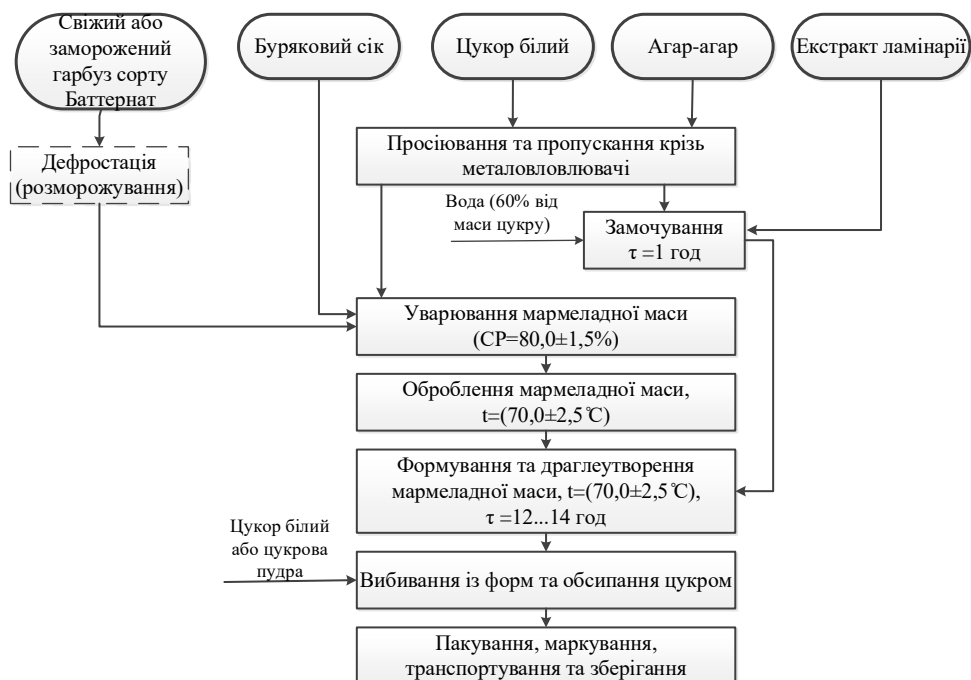 Свіжий або
заморожений
гарбуз сорту
Баттернат
Буряковий сік
Цукор білий
Агар-агар
Екстракт ламінарії
Дефростація
(розморожування)
Просіювання та пропускання крізь
металовловлювачі
Вода (60% від
маси цукру)
Замочування
τ =1 год
Уварювання мармеладної маси
(СР=80,0±1,5%)
Оброблення мармеладної маси,
t=(70,0±2,5℃)
Формування та драглеутворення
мармеладної маси, t=(70,0±2,5℃),
τ =12...14 год
Цукор білий
або цукрова
пудра
Вибивання із форм та обсипання цукром
Пакування, маркування,
транспортування та зберігання